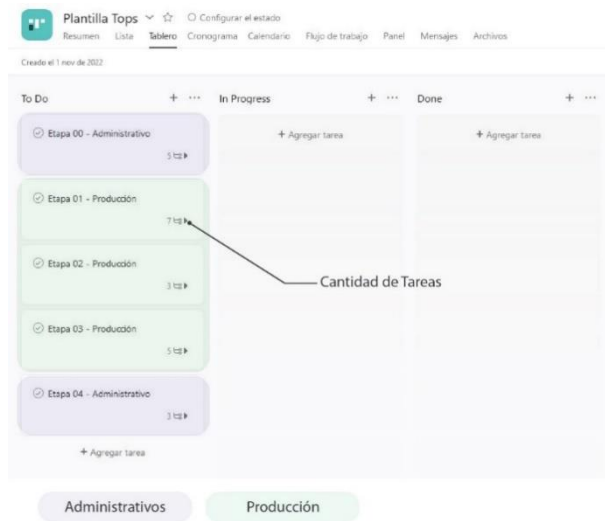 Plantilla Tops
Configurar el estado
Resumen Lista Tablero Cronograma Calendario Flujo de trabajo Panel Mensajes Archivos
Creado el 1 nov de 2022
To Do + ···
Etapa 00 - Administrativo
5
Etapa 01 - Producción
7
Etapa 02 - Producción
3
Etapa 03 - Producción
5
Etapa 04 - Administrativo
3
+ Agregar tarea
In Progress + ···
+ Agregar tarea
Done + ···
+ Agregar tarea
Cantidad de Tareas
Administrativos
Producción